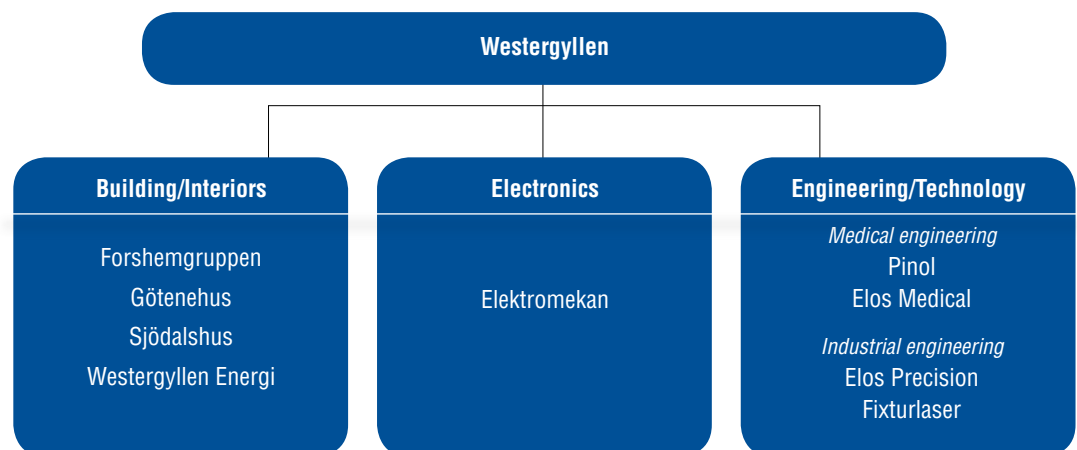 Westergyllen
Building/Interiors
Forshemgruppen
Götenehus
Sjödalshus
Westergyllen Energi
Electronics
Elektromekan
Engineering/Technology
Medical engineering
Pinol
Elos Medical
Industrial engineering
Elos Precision
Fixturlaser